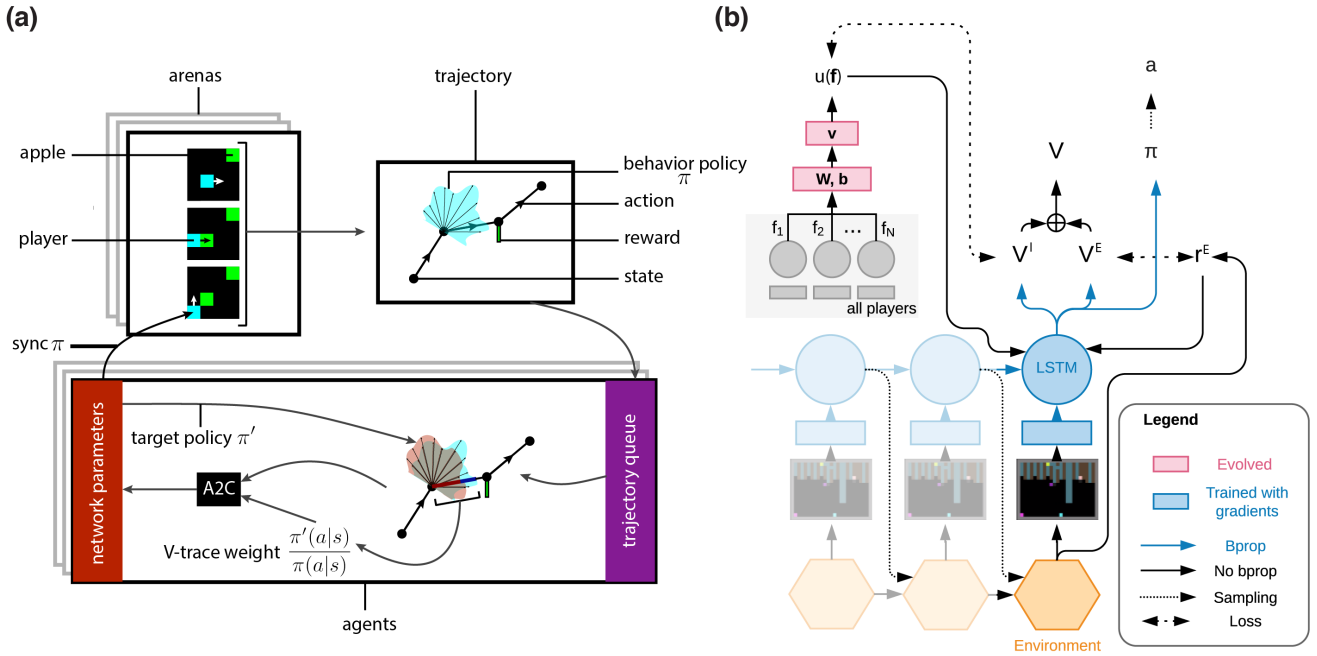 (a)
arenas
trajectory
apple
player
behavior policy
π
action
reward
state
sync π
network parameters
target policy π′
A2C
V-trace weight π′(a|s)
π(a|s)
trajectory queue
agents
(b)
u(f)
v
W, b
f1 f2 ... fN
all players
a
π
V
V^I V^E r^E
LSTM
Environment
Legend
Evolved
Trained with
gradients
Bprop
No bprop
Sampling
Loss